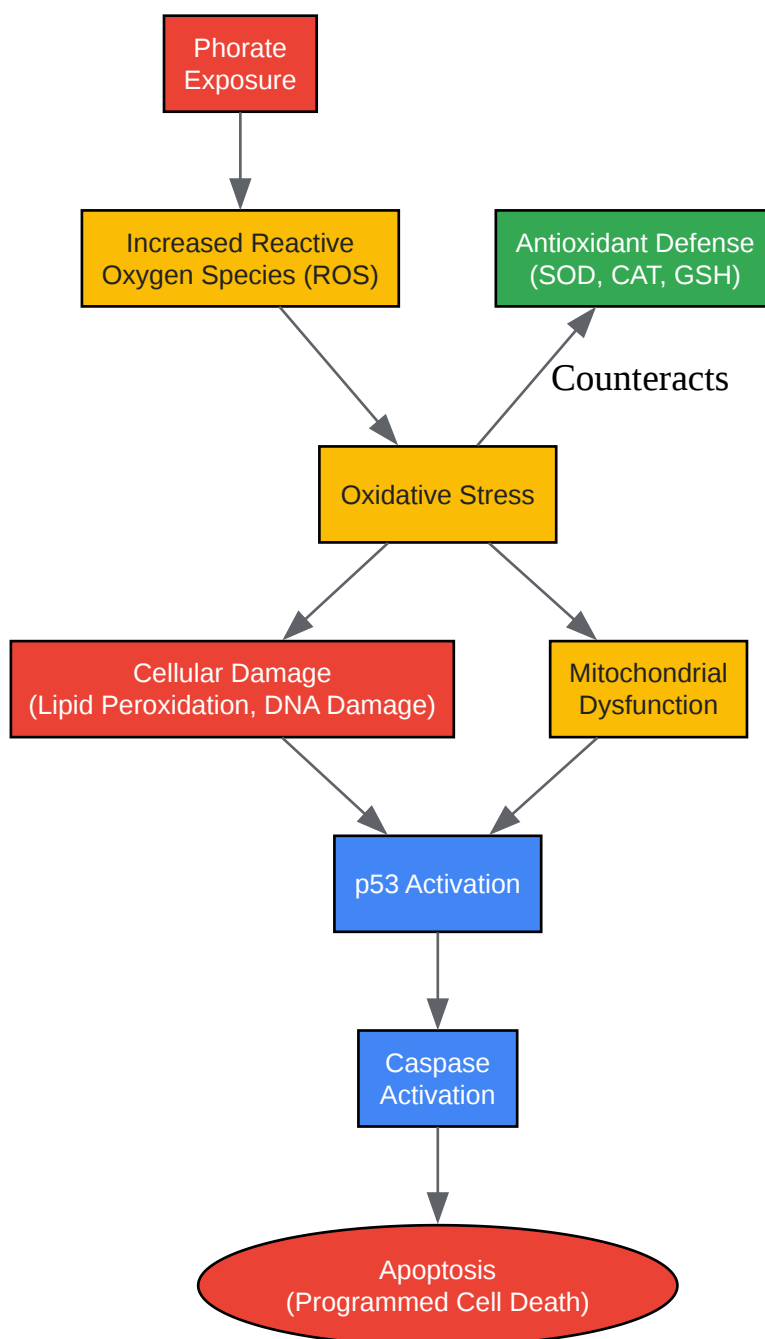 Phorate
Exposure
Increased Reactive
Oxygen Species (ROS)
Antioxidant Defense
(SOD, CAT, GSH)
Counteracts
Oxidative Stress
Cellular Damage
(Lipid Peroxidation, DNA Damage)
Mitochondrial
Dysfunction
p53 Activation
Caspase
Activation
Apoptosis
(Programmed Cell Death)